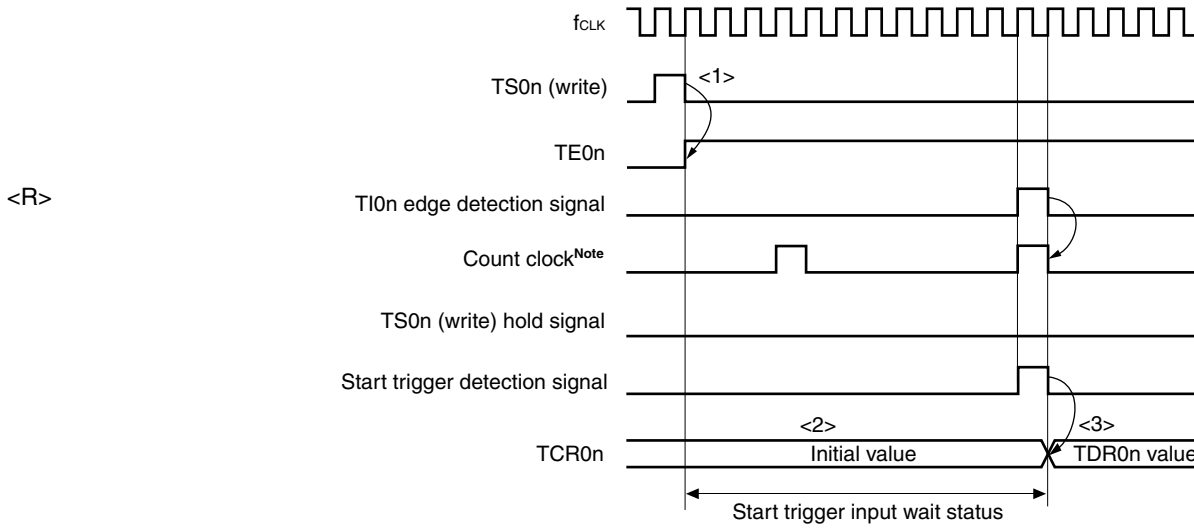 fCLK
TS0n (write)
<1>
TE0n
<R>
TI0n edge detection signal
Count clockNote
TS0n (write) hold signal
Start trigger detection signal
<2>
<3>
TCR0n
Initial value
TDR0n value
Start trigger input wait status